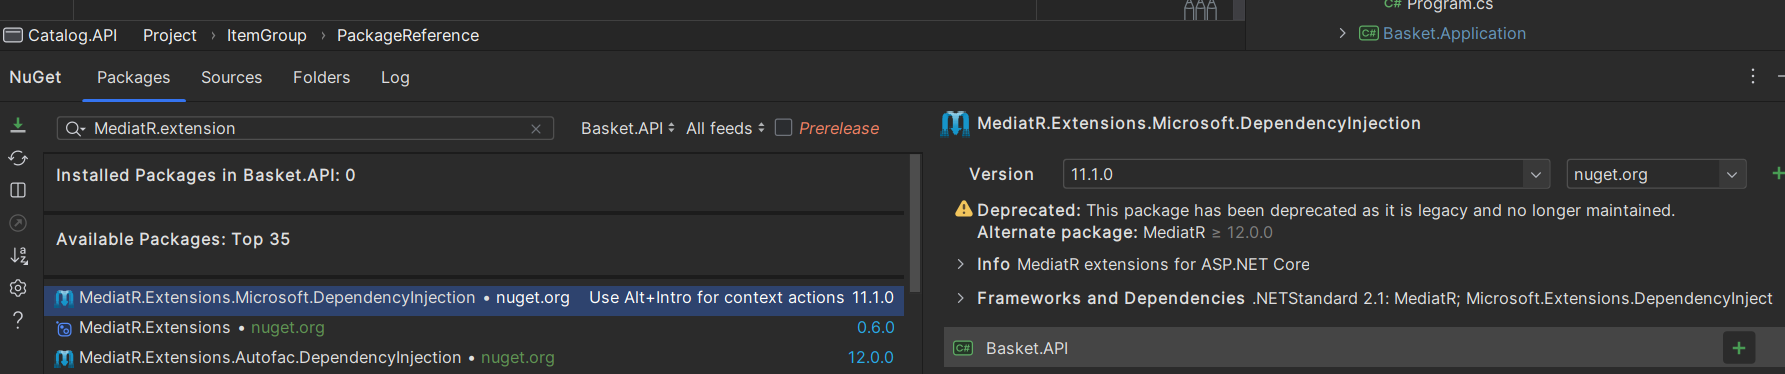 Program.cs
Catalog.API Project › ItemGroup › PackageReference
Basket.Application
NuGet Packages Sources Folders Log
MediatR.extension
Basket.API All feeds Prerelease
Installed Packages in Basket.API: 0
Available Packages: Top 35
MediatR.Extensions.Microsoft.DependencyInjection • nuget.org Use Alt+Intro for context actions 11.1.0
MediatR.Extensions • nuget.org 0.6.0
MediatR.Extensions.Autofac.DependencyInjection • nuget.org 12.0.0
MediatR.Extensions.Microsoft.DependencyInjection
Version 11.1.0 nuget.org
Deprecated: This package has been deprecated as it is legacy and no longer maintained.
Alternate package: MediatR ≥ 12.0.0
Info MediatR extensions for ASP.NET Core
Frameworks and Dependencies .NETStandard 2.1: MediatR; Microsoft.Extensions.DependencyInject
C# Basket.API